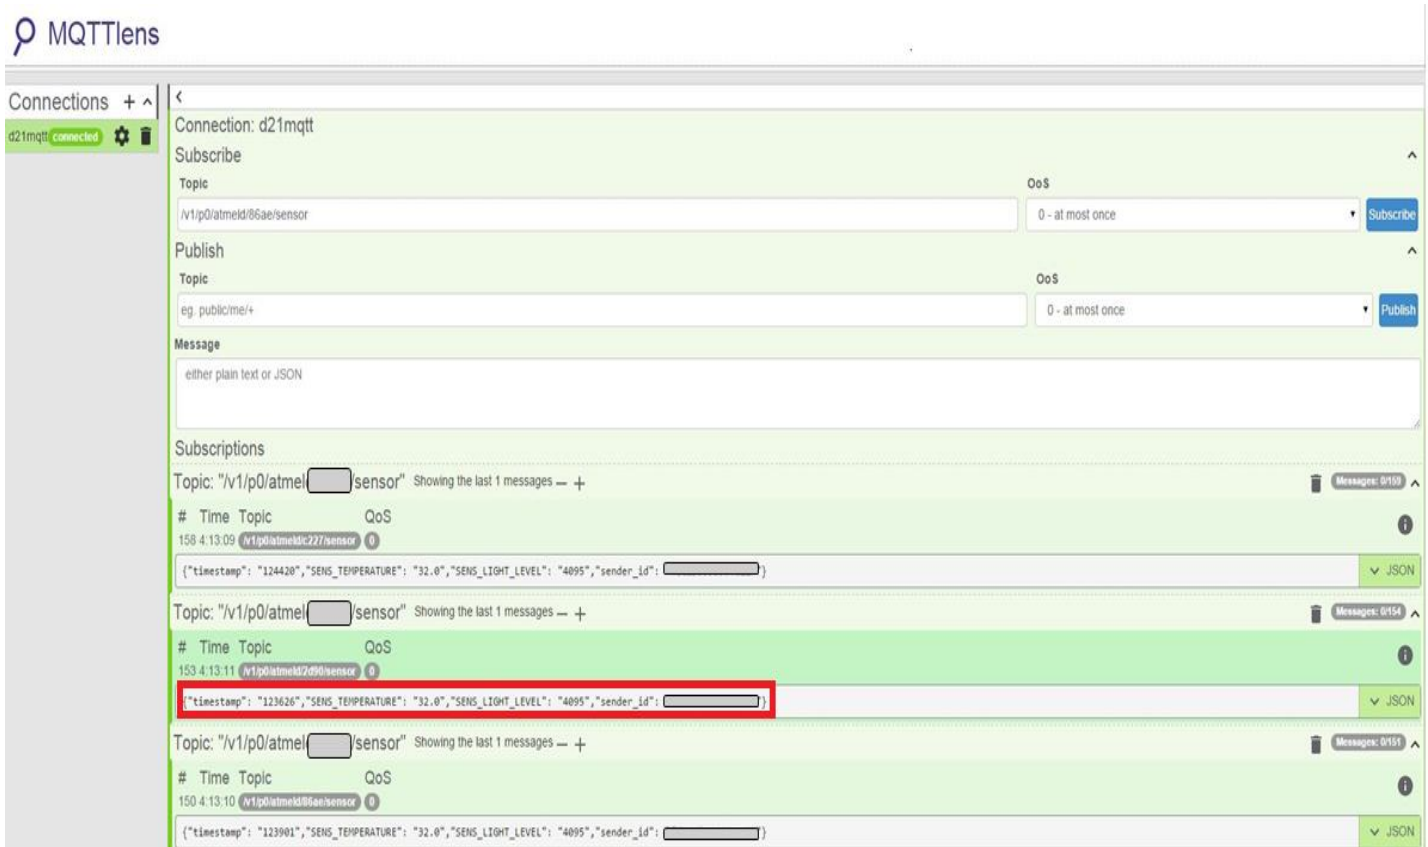 MQTTlens
Connections
d21mqtt connected
Connection: d21mqtt
Subscribe
Topic QoS
/v1/p0/atmeld/86ae/sensor 0 - at most once Subscribe
Publish
Topic QoS
eg. public/me/+ 0 - at most once Publish
Message
either plain text or JSON
Subscriptions
Topic: "/v1/p0/atmel /sensor" Showing the last 1 messages — + Messages: 0/159
# Time Topic QoS
158 4:13:09 /v1/p0/atmeld/c227/sensor 0
{"timestamp": "124420","SENS_TEMPERATURE": "32.0","SENS_LIGHT_LEVEL": "4095","sender_id": } JSON
Topic: "/v1/p0/atmel /sensor" Showing the last 1 messages — + Messages: 0/154
# Time Topic QoS
153 4:13:11 /v1/p0/atmeld/2d90/sensor 0
{"timestamp": "123626","SENS_TEMPERATURE": "32.0","SENS_LIGHT_LEVEL": "4095","sender_id": } JSON
Topic: "/v1/p0/atmel /sensor" Showing the last 1 messages — + Messages: 0/151
# Time Topic QoS
150 4:13:10 /v1/p0/atmeld/86ae/sensor 0
{"timestamp": "123901","SENS_TEMPERATURE": "32.0","SENS_LIGHT_LEVEL": "4095","sender_id": } JSON